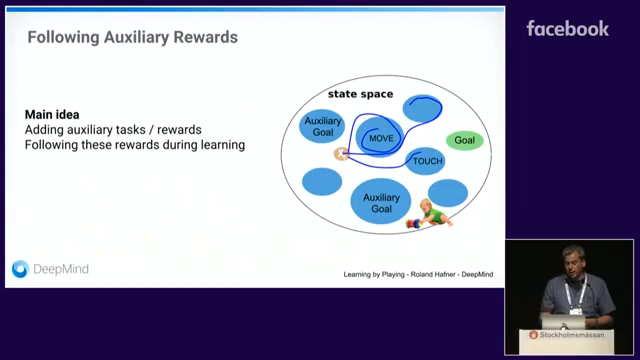 Following Auxiliary Rewards
facebook
state space
Main idea
Adding auxiliary tasks / rewards
Following these rewards during learning
Auxiliary
Goal
MOVE
Goal
TOUCH
Auxiliary
Goal
DeepMind
Learning by Playing - Roland Hafner - DeepMind
Stockholmsmässan